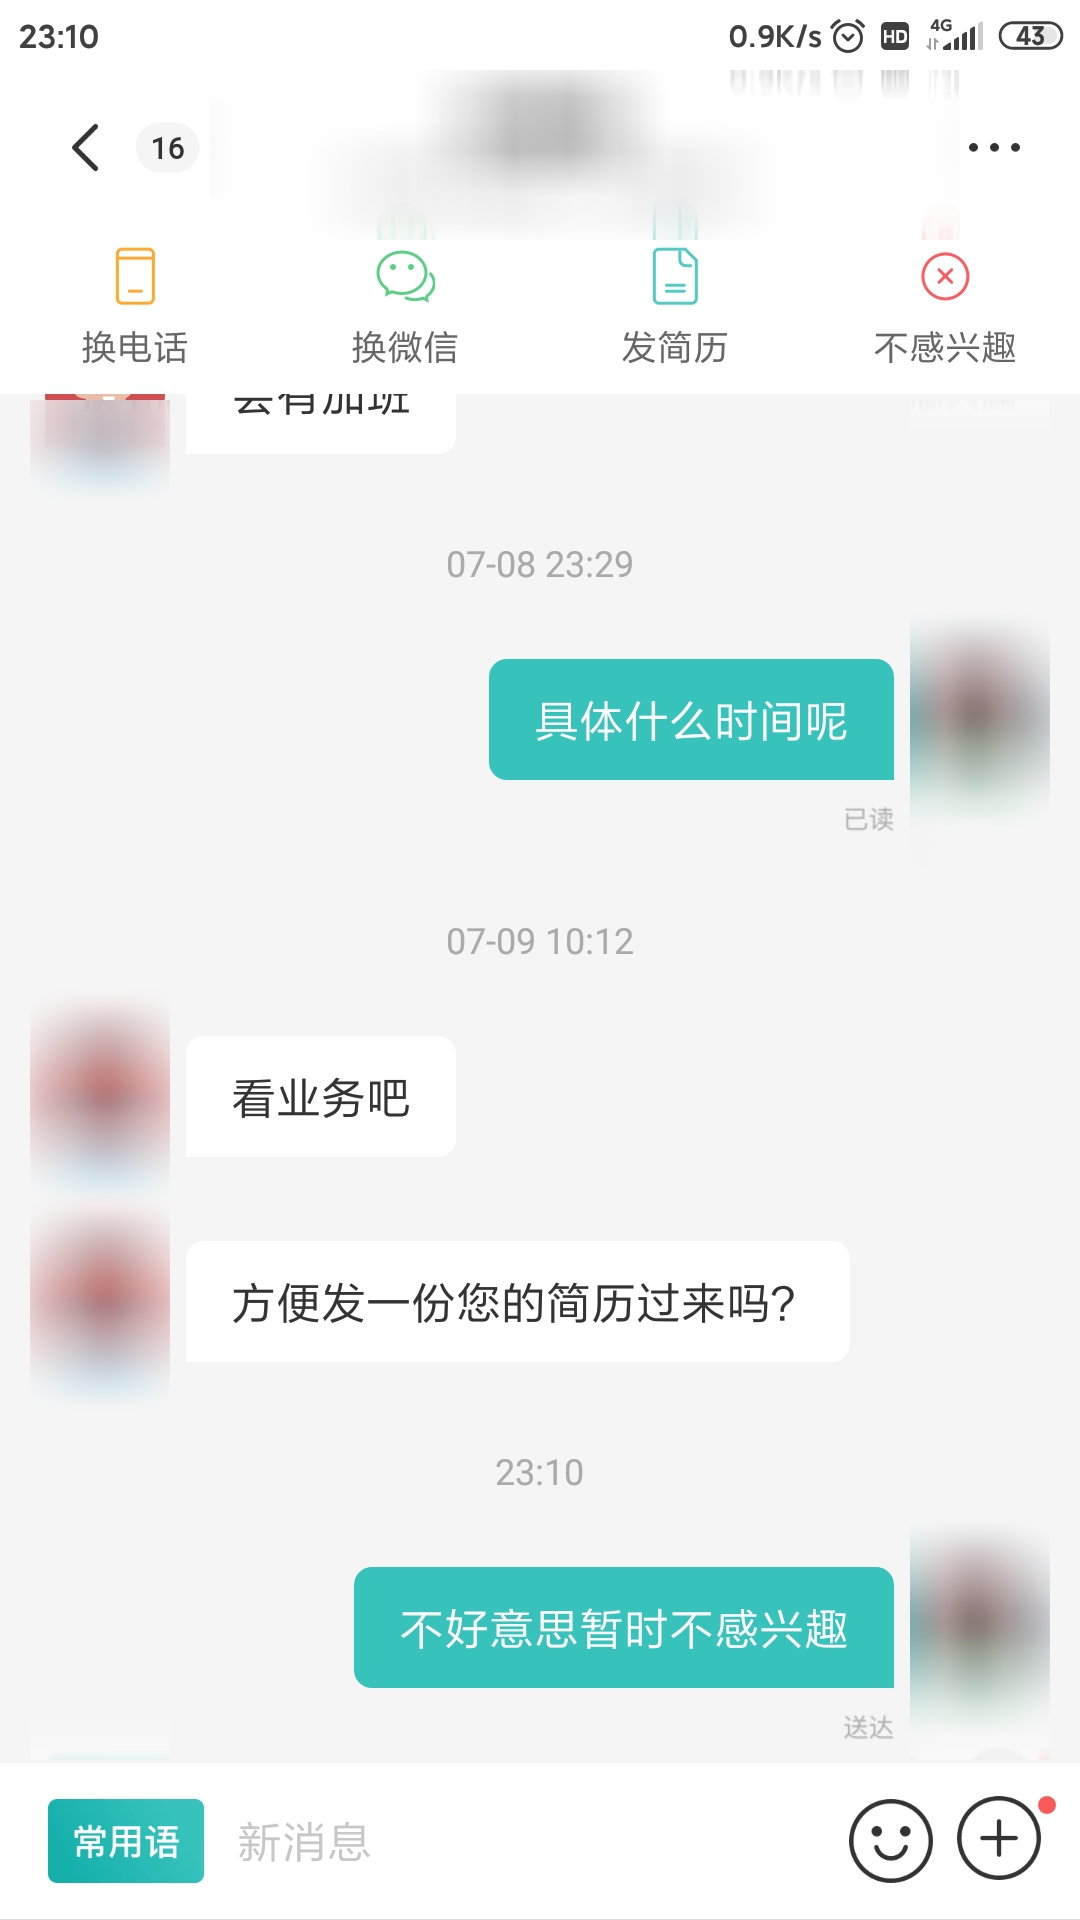 23:10 0.9K/s HD 4G 43
16
换电话 换微信 发简历 不感兴趣
会有加班
07-08 23:29
具体什么时间呢
已读
07-09 10:12
看业务吧
方便发一份您的简历过来吗?
23:10
不好意思暂时不感兴趣
送达
常用语 新消息